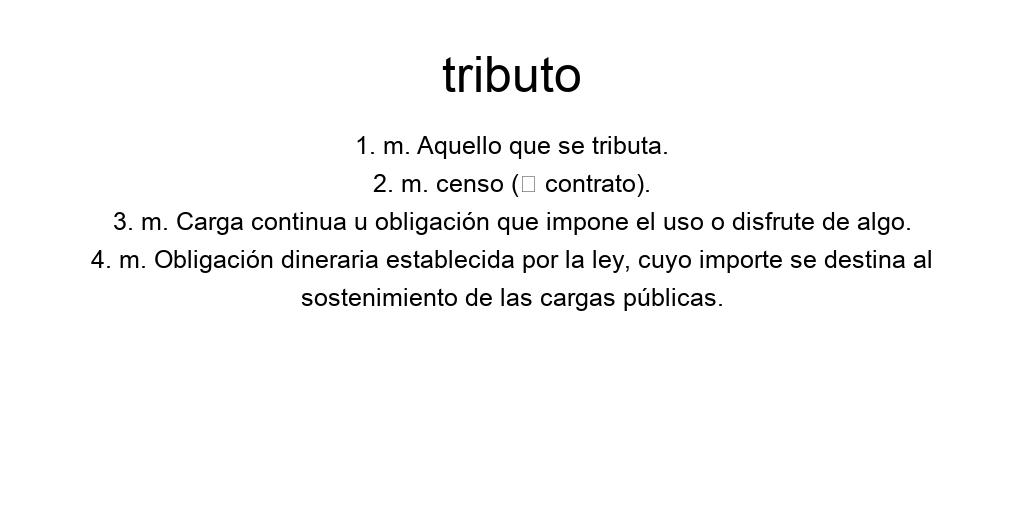 tributo
1. m. Aquello que se tributa.
2. m. censo (□ contrato).
3. m. Carga continua u obligación que impone el uso o disfrute de algo.
4. m. Obligación dineraria establecida por la ley, cuyo importe se destina al
sostenimiento de las cargas públicas.